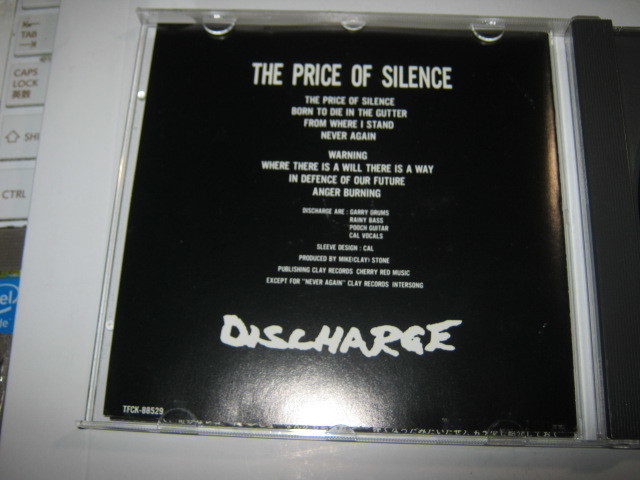 TAB
CAPS
LOCK
英数
SHI
CTRL
THE PRICE OF SILENCE
THE PRICE OF SILENCE
BORN TO DIE IN THE GUTTER
FROM WHERE I STAND
NEVER AGAIN
WARNING
WHERE THERE IS A WILL THERE IS A WAY
IN DEFENCE OF OUR FUTURE
ANGER BURNING
DISCHARGE ARE : GARRY DRUMS
RAINY BASS
POOCH GUITAR
CAL VOCALS
SLEEVE DESIGN : CAL
PRODUCED BY MIKE(CLAY) STONE
PUBLISHING CLAY RECORDS CHERRY RED MUSIC
EXCEPT FOR "NEVER AGAIN" CLAY RECORDS INTERSONG
DISCHARGE
TFCK-88529